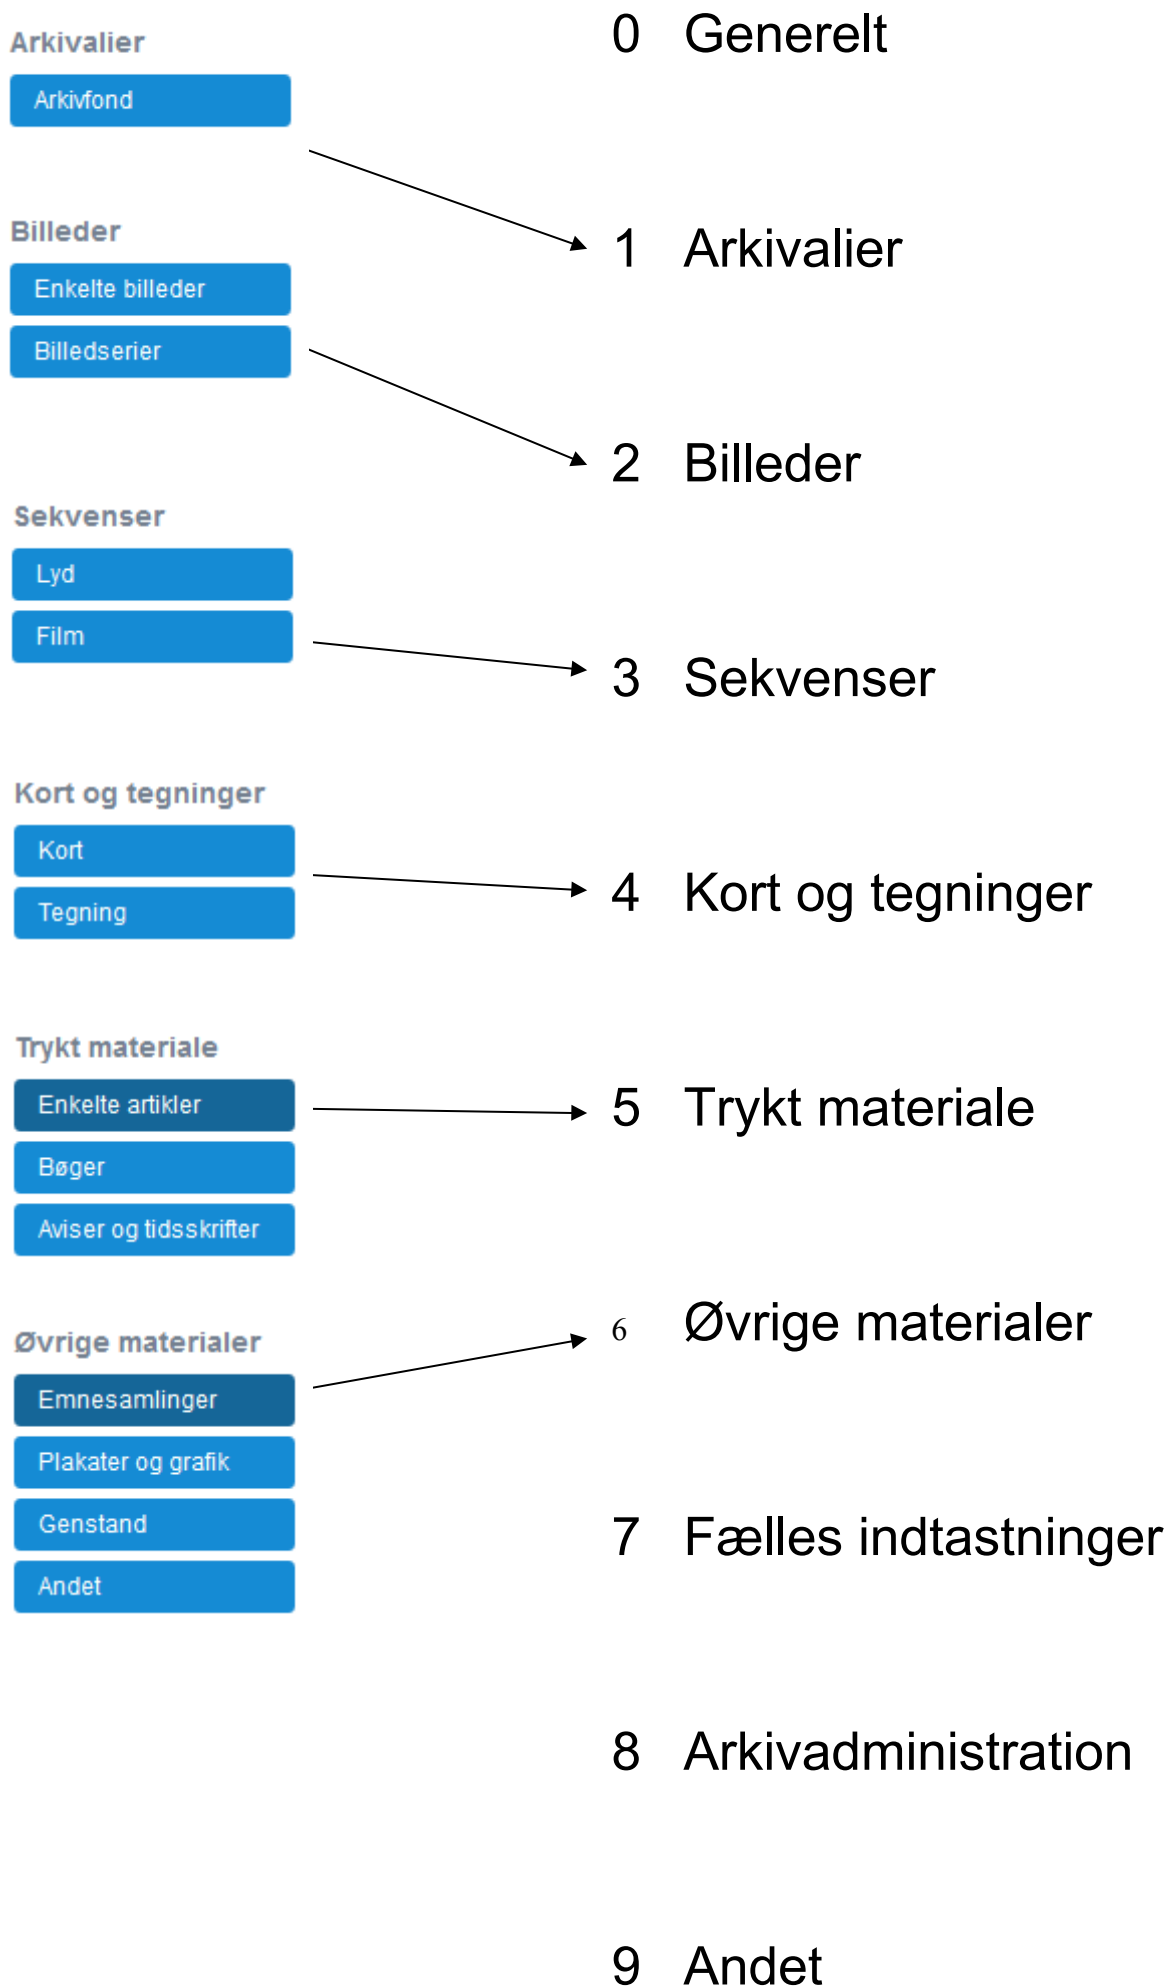 Arkivalier
Arkivfond
Billeder
Enkelte billeder
Billedserier
Sekvenser
Lyd
Film
Kort og tegninger
Kort
Tegning
Trykt materiale
Enkelte artikler
Bøger
Aviser og tidsskrifter
Øvrige materialer
Emnesamlinger
Plakater og grafik
Genstand
Andet
0 Generelt
1 Arkivalier
2 Billeder
3 Sekvenser
4 Kort og tegninger
5 Trykt materiale
6 Øvrige materialer
7 Fælles indtastninger
8 Arkivadministration
9 Andet